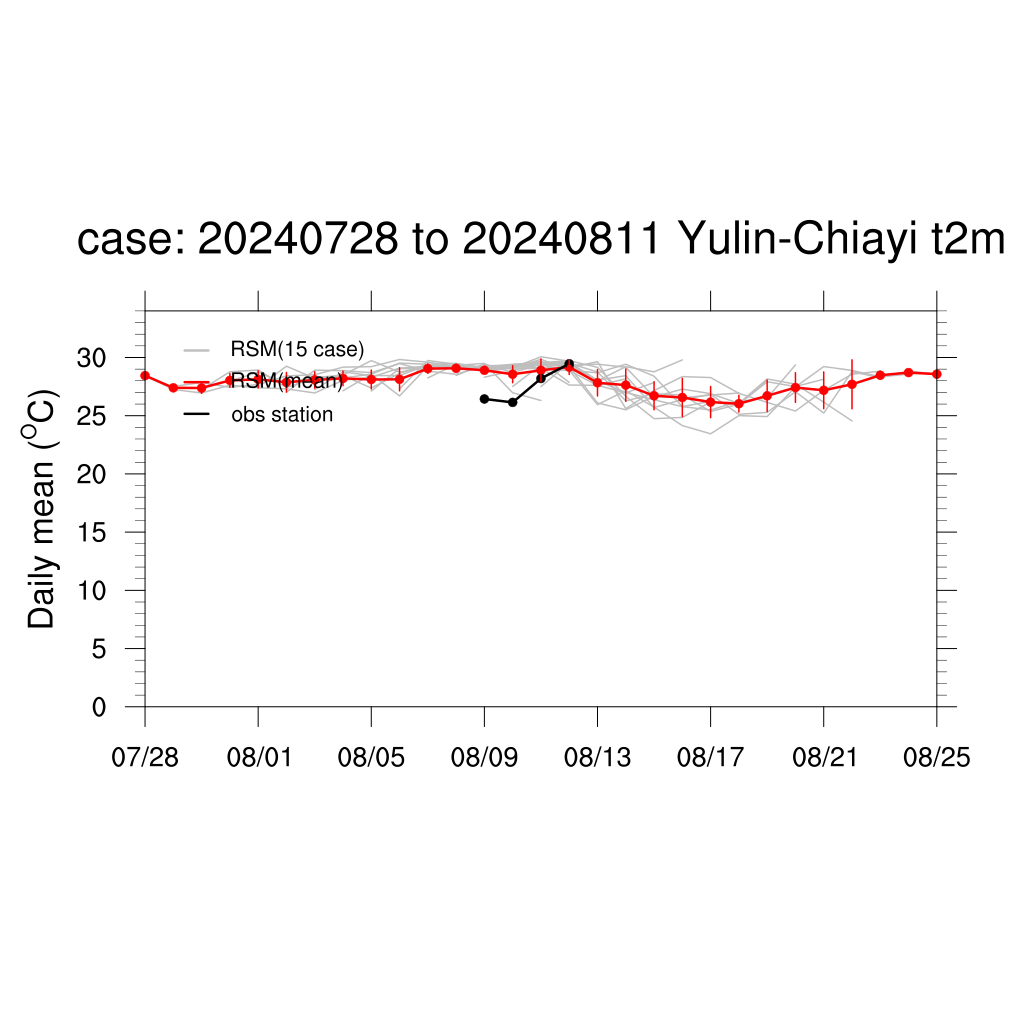 case: 20240728 to 20240811 Yulin-Chiayi t2m
RSM(15 case)
RSM(mean)
obs station
Daily mean (°C)
30
25
20
15
10
5
0
07/28 08/01 08/05 08/09 08/13 08/17 08/21 08/25